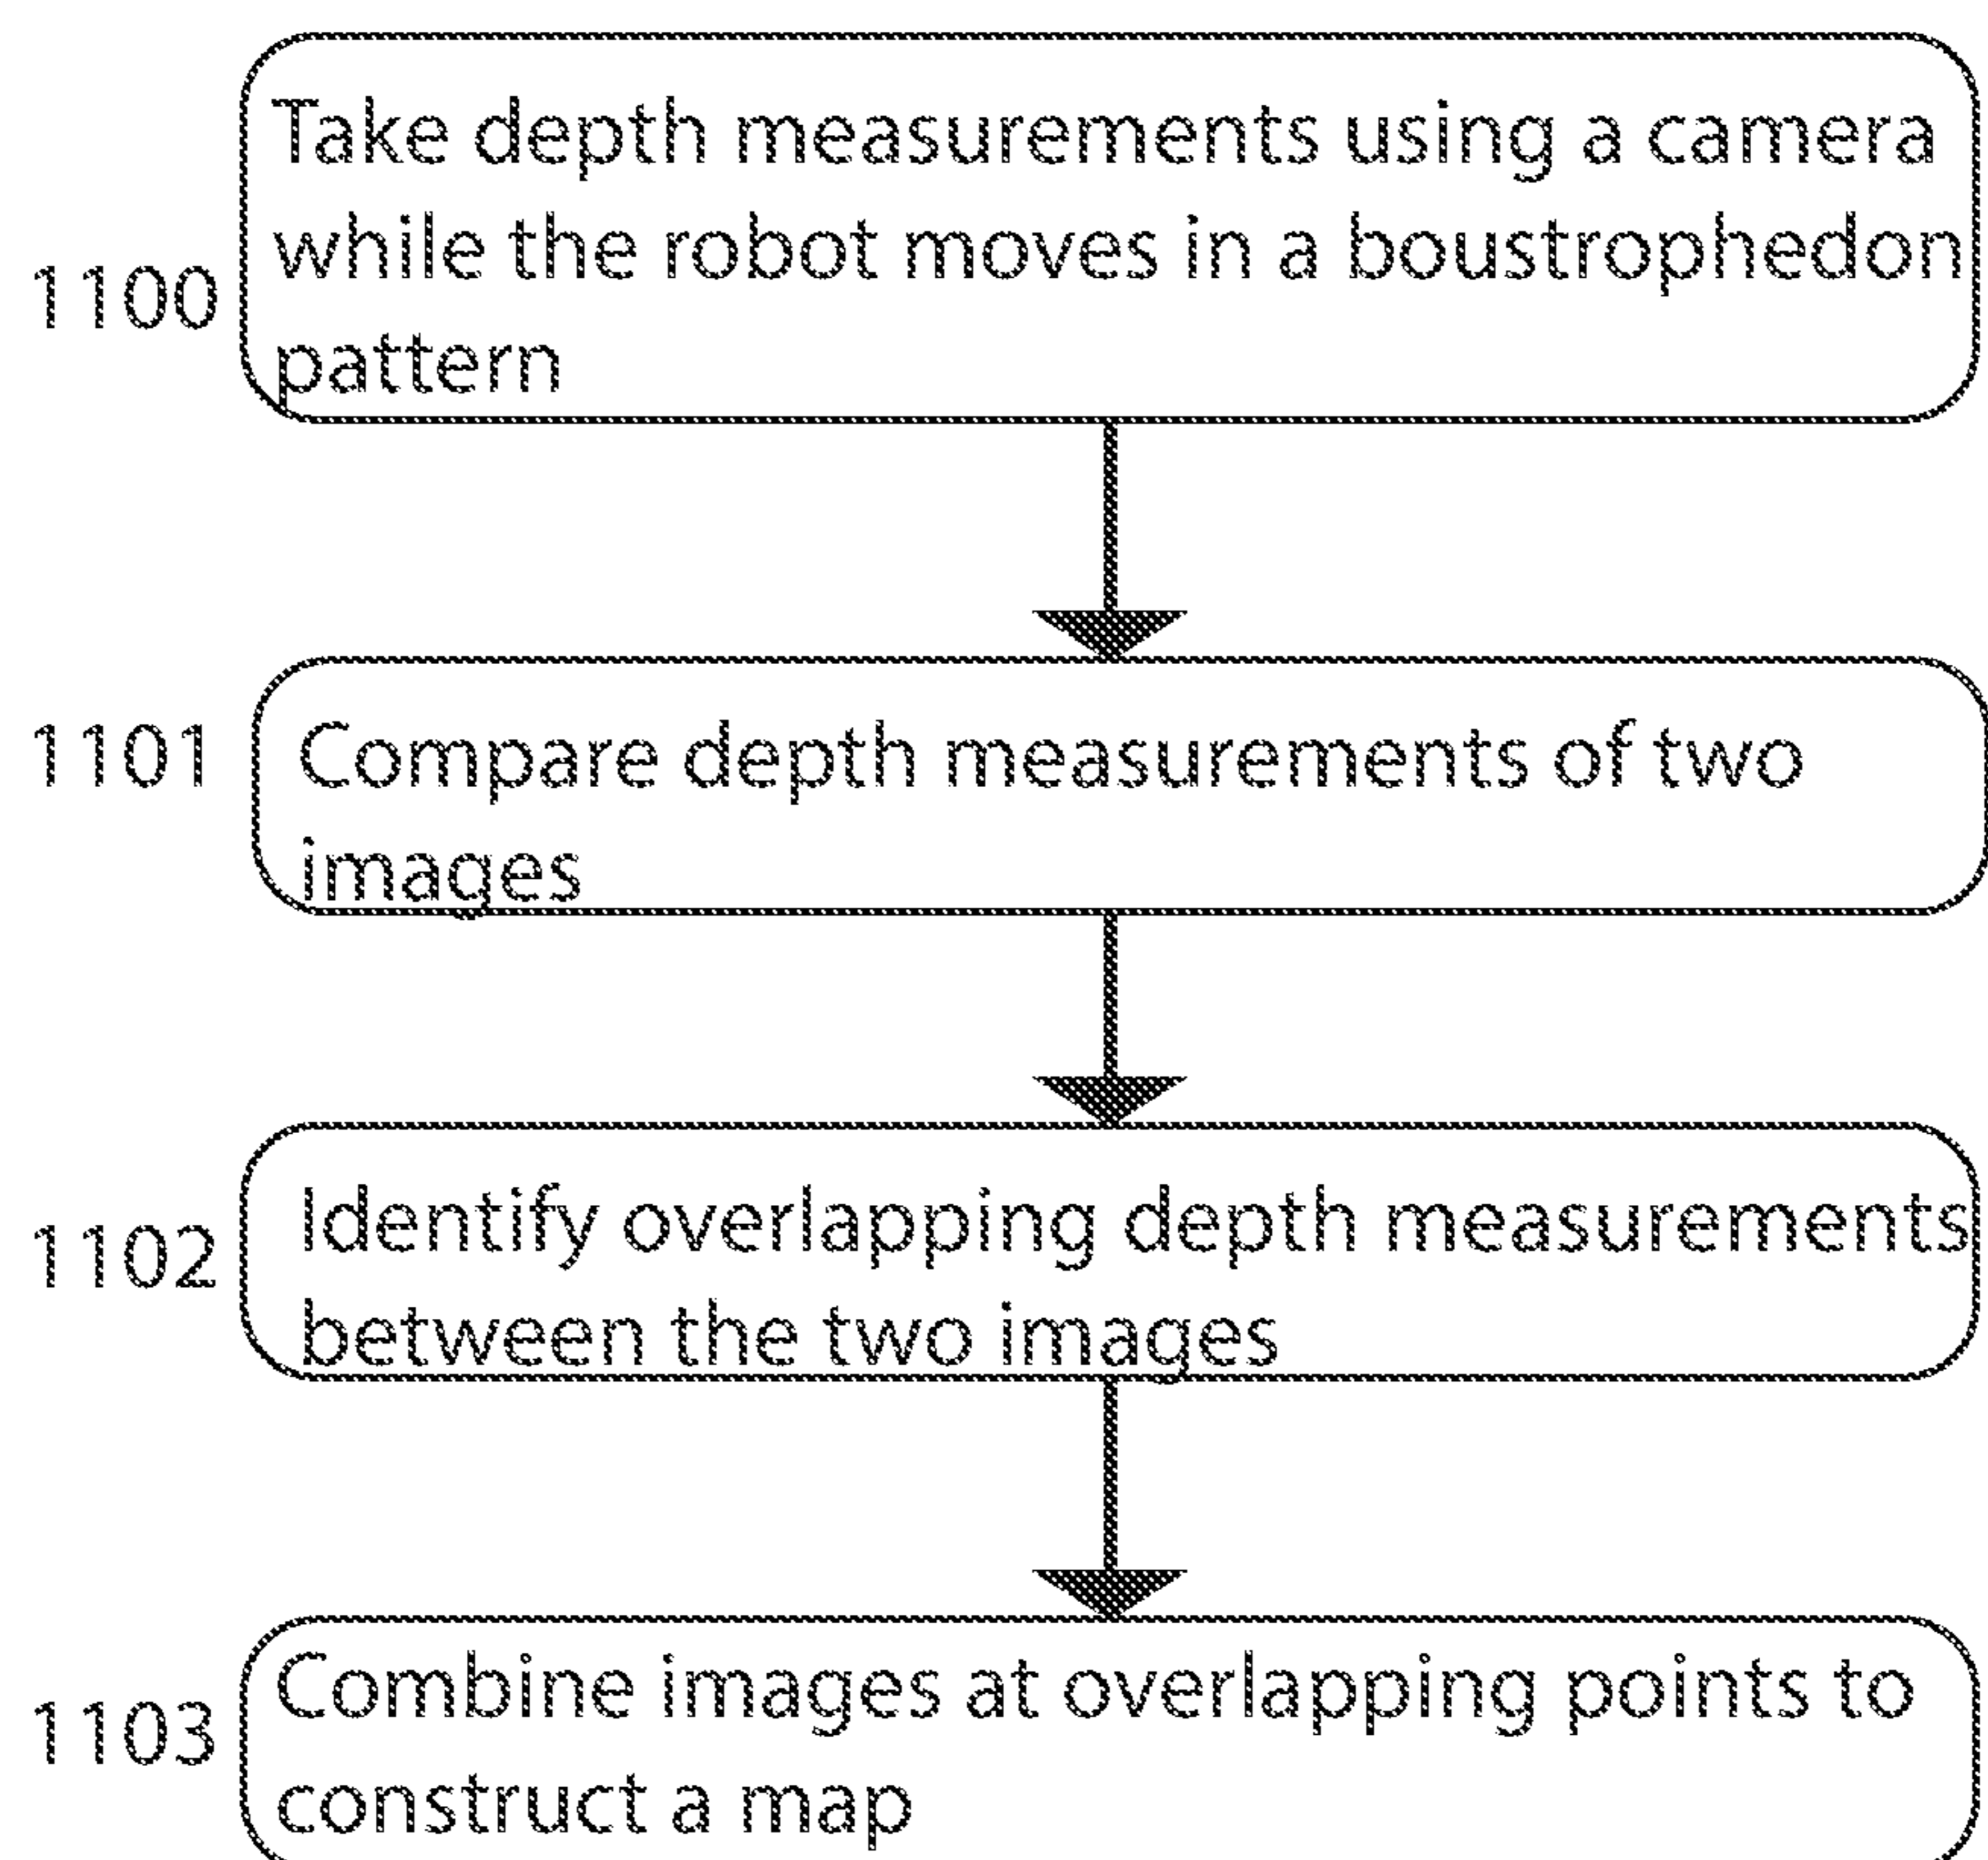 Take depth measurements using a camera
while the robot moves in a boustrophedon
1100
pattern
1101
Compare depth measurements of two
images
1102
Identify overlapping depth measurements
between the two images
1103
Combine images at overlapping points to
construct a map